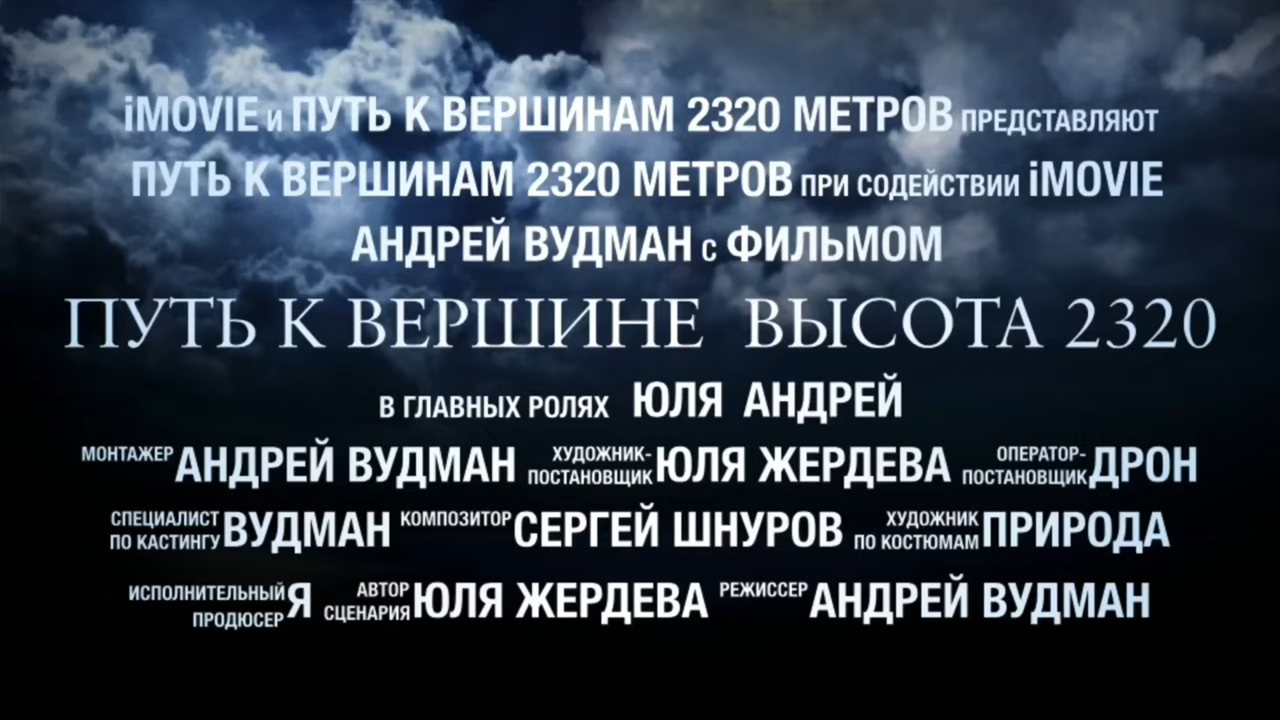 iMOVIE и ПУТЬ К ВЕРШИНАМ 2320 МЕТРОВ ПРЕДСТАВЛЯЮТ
ПУТЬ К ВЕРШИНАМ 2320 МЕТРОВ ПРИ СОДЕЙСТВИИ iMOVIE
АНДРЕЙ ВУДМАН с ФИЛЬМОМ
ПУТЬ К ВЕРШИНЕ ВЫСОТА 2320
В ГЛАВНЫХ РОЛЯХ ЮЛЯ АНДРЕЙ
МОНТАЖЕР АНДРЕЙ ВУДМАН ХУДОЖНИК-ПОСТАНОВЩИК ЮЛЯ ЖЕРДЕВА ОПЕРАТОР-ПОСТАНОВЩИК ДРОН
СПЕЦИАЛИСТ ПО КАСТИНГУ ВУДМАН КОМПОЗИТОР СЕРГЕЙ ШНУРОВ ХУДОЖНИК ПО КОСТЮМАМ ПРИРОДА
ИСПОЛНИТЕЛЬНЫЙ ПРОДЮСЕР Я АВТОР СЦЕНАРИЯ ЮЛЯ ЖЕРДЕВА РЕЖИССЕР АНДРЕЙ ВУДМАН